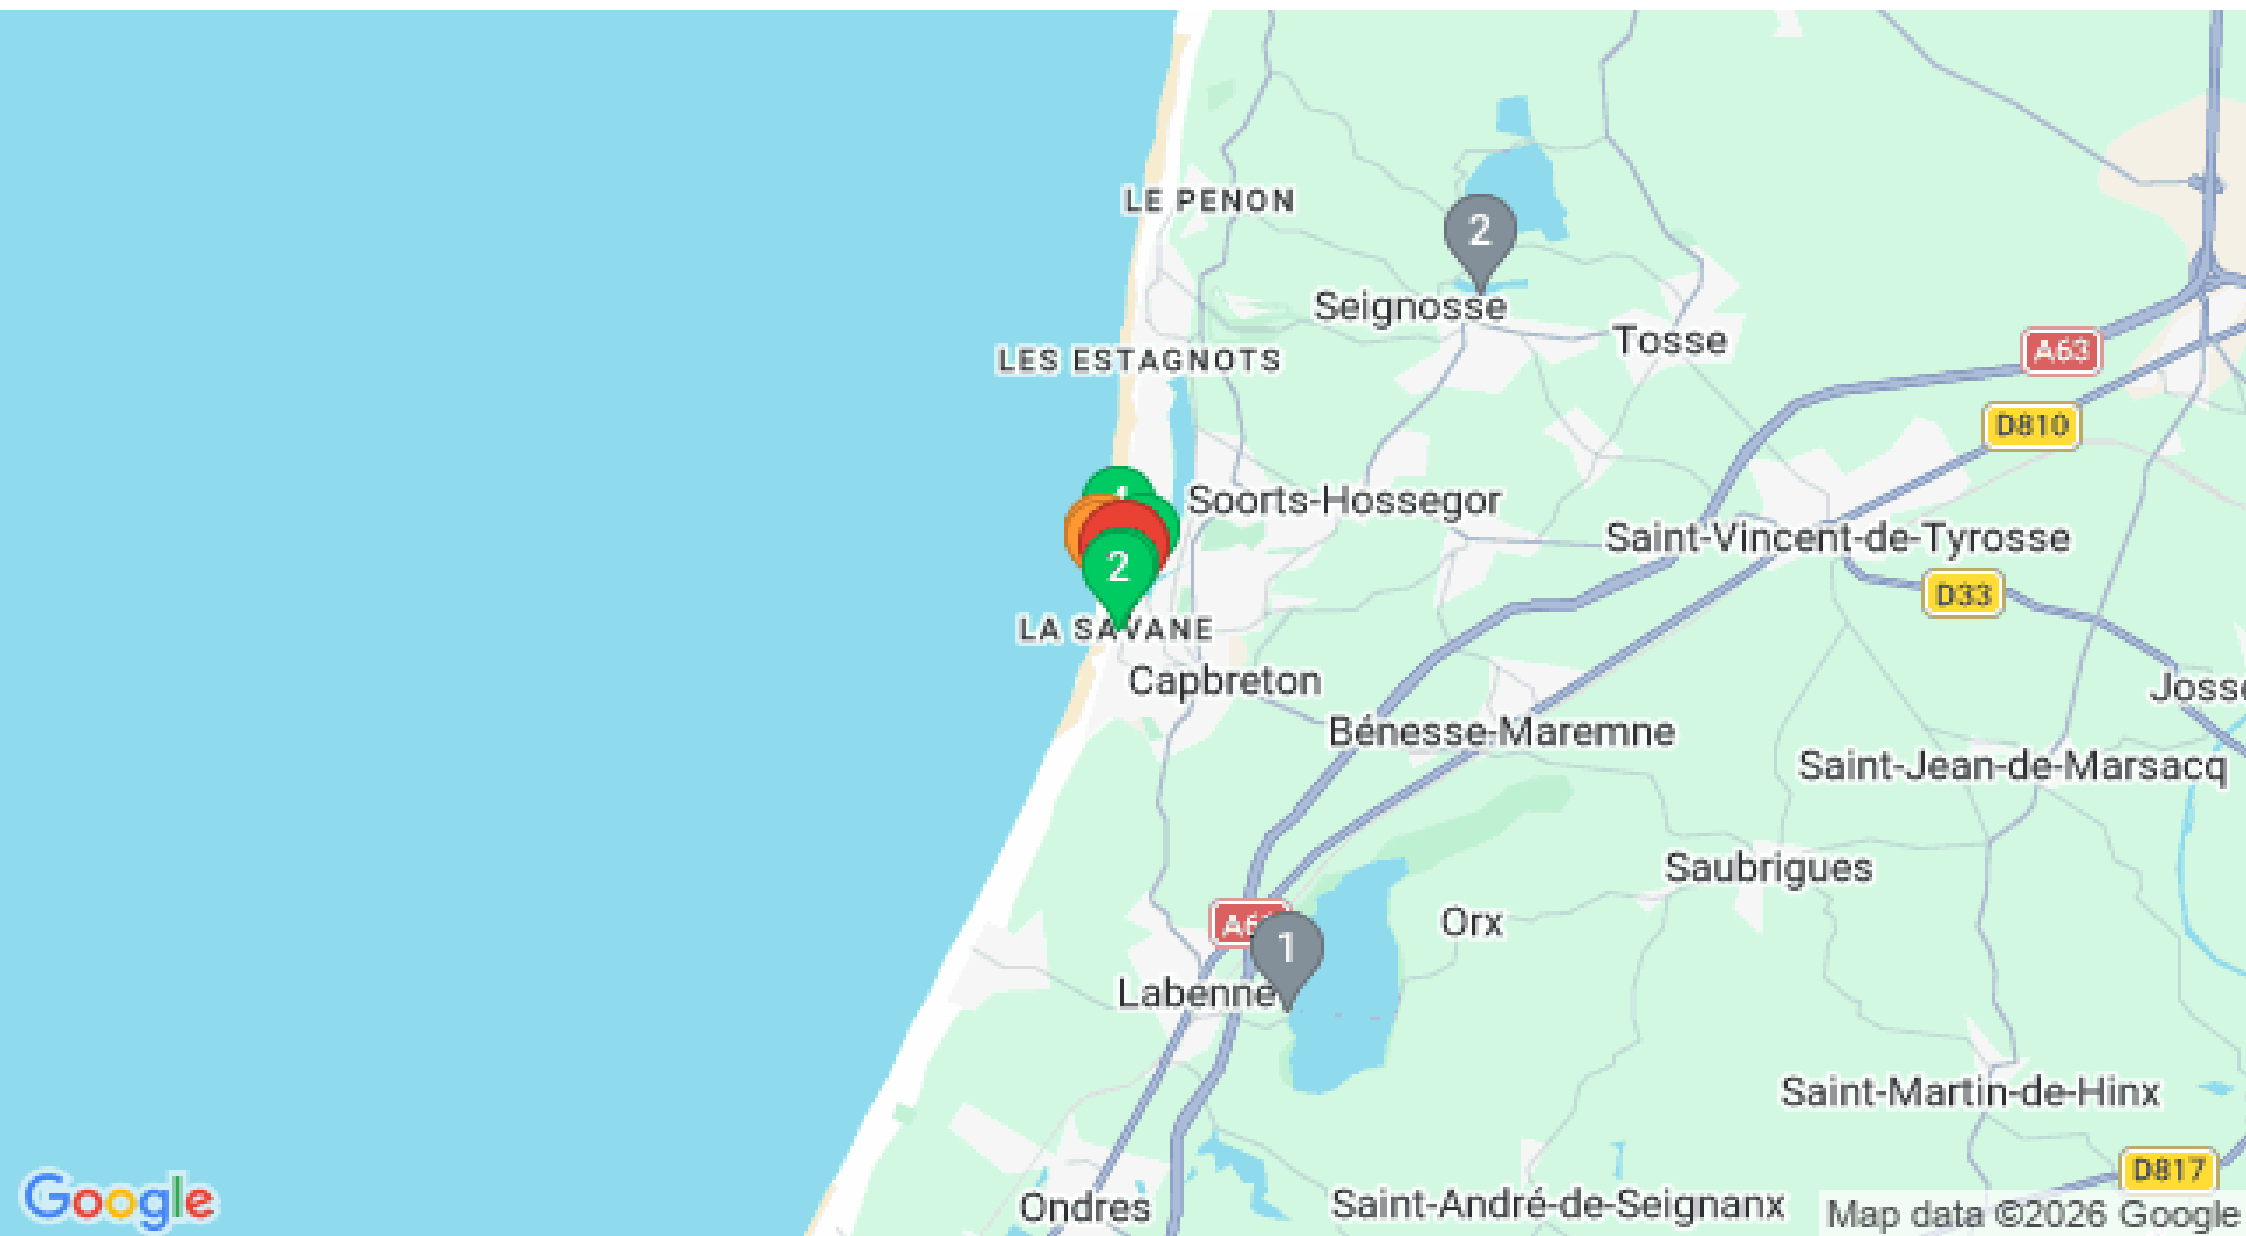 LE PENON
2
Seignosse
Tosse
LES ESTAGNOTS
A63
D810
Soorts-Hossegor
Saint-Vincent-de-Tyrosse
2
D33
LA SAVANE
Capbreton
Bénesse-Maremne
Saint-Jean-de-Marsacq
Saubrigues
Orx
1
Labenne
Saint-Martin-de-Hinx
D817
Ondres
Saint-André-de-Seignanx
Google
Map data ©2026 Google